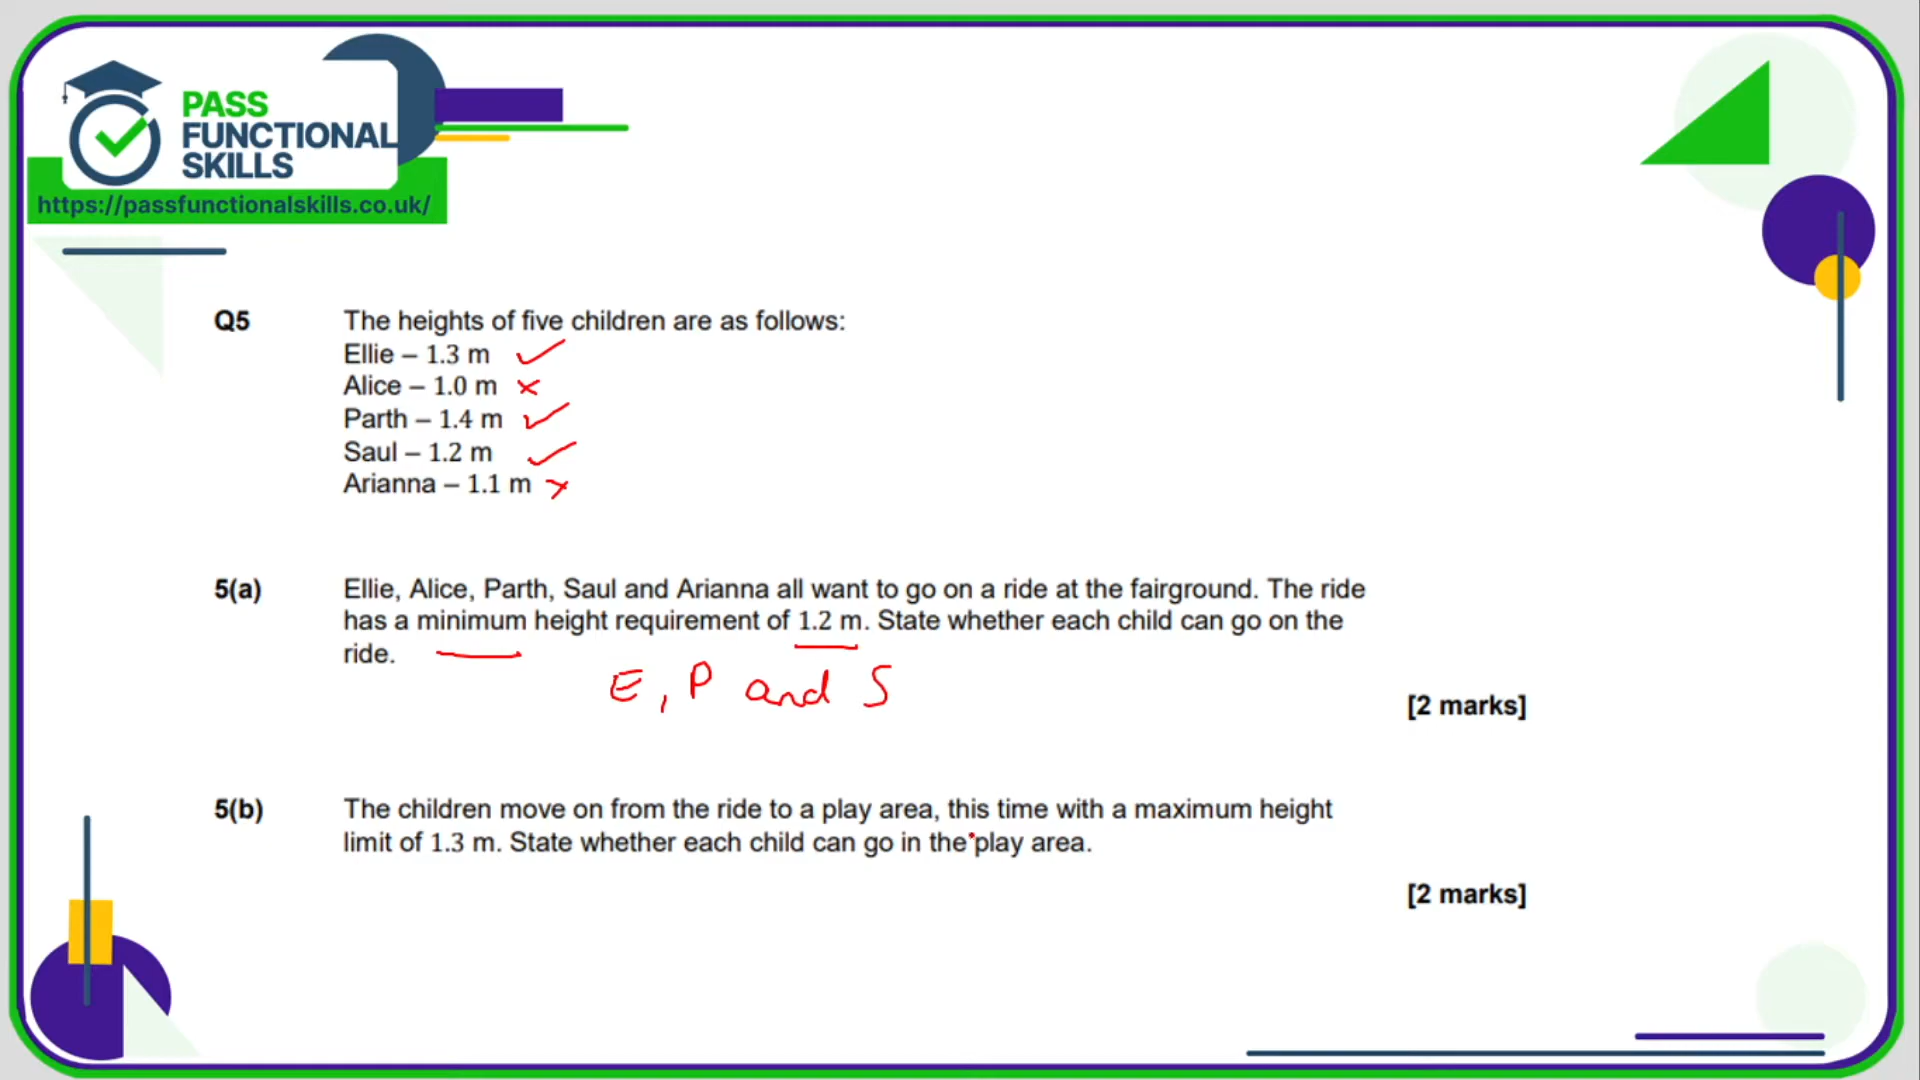 PASS
FUNCTIONAL
SKILLS
https://passfunctionalskills.co.uk/
Q5 The heights of five children are as follows:
Ellie – 1.3 m ✓
Alice – 1.0 m ×
Parth – 1.4 m ✓
Saul – 1.2 m ✓
Arianna – 1.1 m ×
5(a) Ellie, Alice, Parth, Saul and Arianna all want to go on a ride at the fairground. The ride
has a minimum height requirement of 1.2 m. State whether each child can go on the
ride.
E, P and S
[2 marks]
5(b) The children move on from the ride to a play area, this time with a maximum height
limit of 1.3 m. State whether each child can go in the play area.
[2 marks]